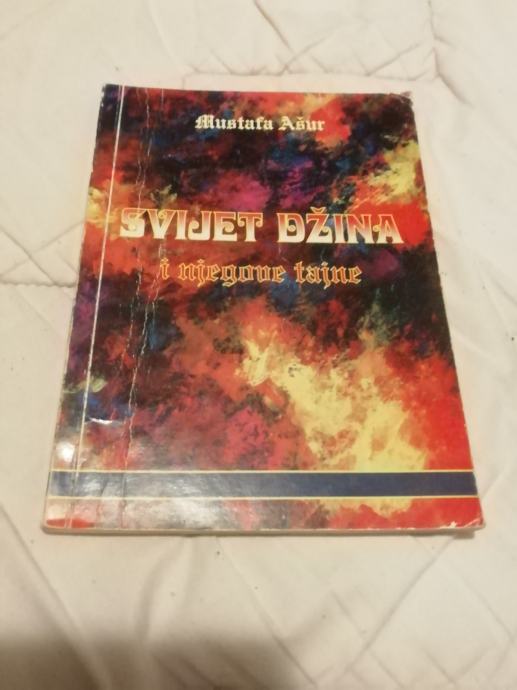 Mustafa Ašur
SVIJET DŽINA
i njegove tajne